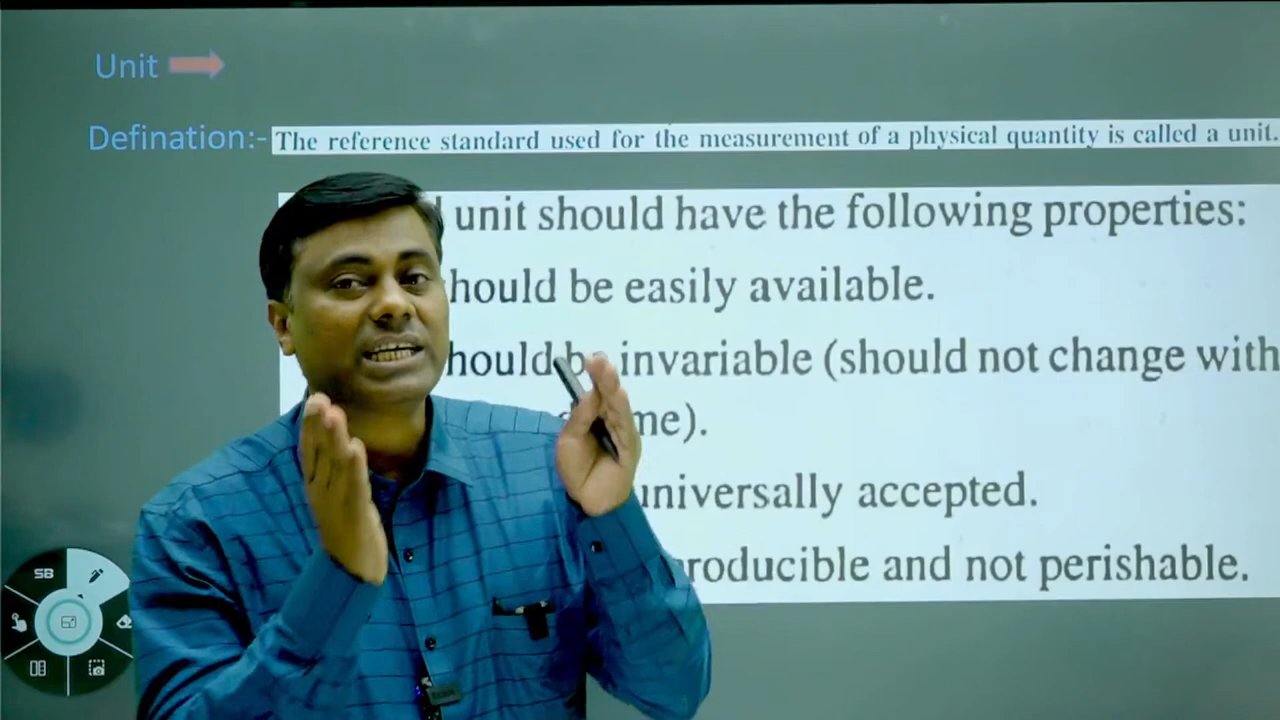 Unit
Defination:- The reference standard used for the measurement of a physical quantity is called a unit.
unit should have the following properties:
hould be easily available.
hould be invariable (should not change with
me).
universally accepted.
roducible and not perishable.
SB